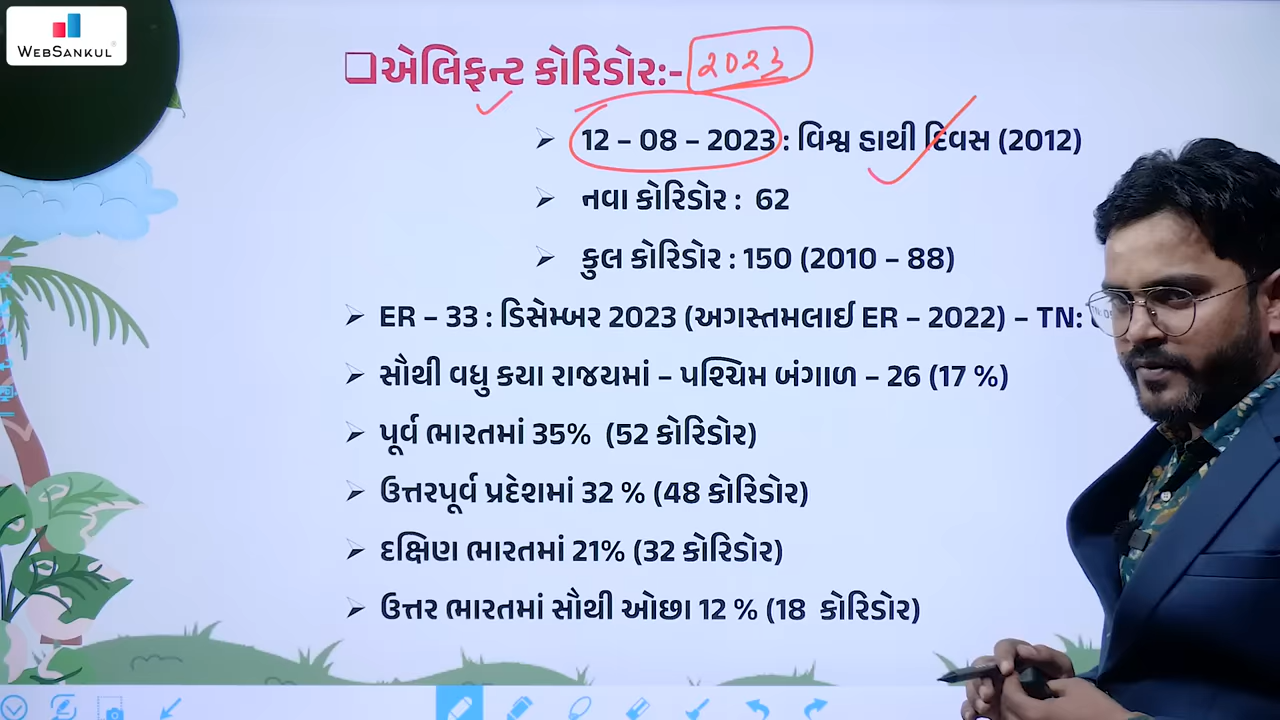 WEBSANKUL
❑એલિફન્ટ કોરિડોર:- 2023
➢ 12 – 08 – 2023 : વિશ્વ હાથી દિવસ (2012)
➢ નવા કોરિડોર : 62
➢ કુલ કોરિડોર : 150 (2010 – 88)
➢ ER – 33 : ડિસેમ્બર 2023 (અગસ્તમલાઈ ER – 2022) – TN:
➢ સૌથી વધુ કયા રાજયમાં – પશ્ચિમ બંગાળ – 26 (17 %)
➢ પૂર્વ ભારતમાં 35% (52 કોરિડોર)
➢ ઉત્તરપૂર્વ પ્રદેશમાં 32 % (48 કોરિડોર)
➢ દક્ષિણ ભારતમાં 21% (32 કોરિડોર)
➢ ઉત્તર ભારતમાં સૌથી ઓછા 12 % (18 કોરિડોર)